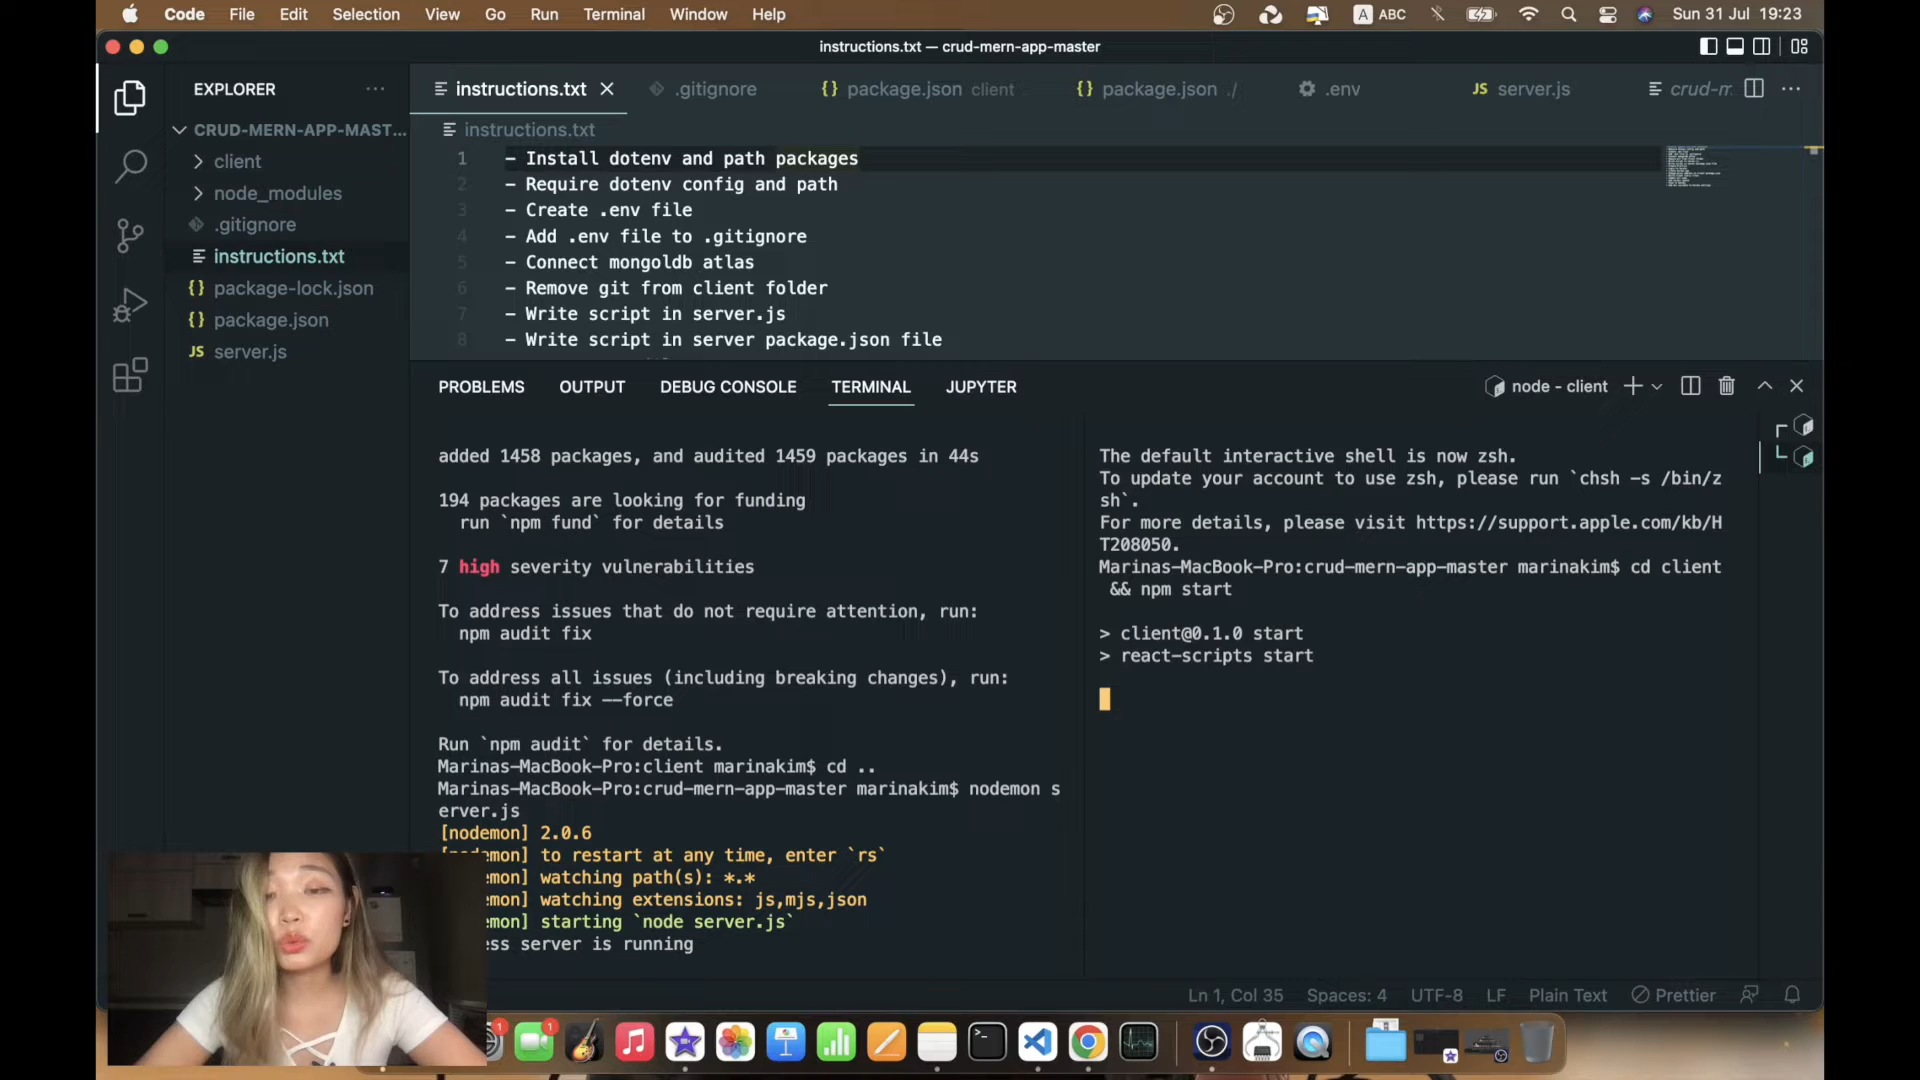 Code File Edit Selection View Go Run Terminal Window Help A ABC Sun 31 Jul 19:23
instructions.txt — crud-mern-app-master
EXPLORER
instructions.txt
.gitignore
package.json client
package.json ./
.env
JS server.js
crud-m
CRUD-MERN-APP-MAST...
client
node_modules
.gitignore
instructions.txt
{} package-lock.json
{} package.json
JS server.js
instructions.txt
1 - Install dotenv and path packages
2 - Require dotenv config and path
3 - Create .env file
4 - Add .env file to .gitignore
5 - Connect mongoldb atlas
6 - Remove git from client folder
7 - Write script in server.js
8 - Write script in server package.json file
PROBLEMS OUTPUT DEBUG CONSOLE TERMINAL JUPYTER
node - client
added 1458 packages, and audited 1459 packages in 44s
194 packages are looking for funding
run `npm fund` for details
7 high severity vulnerabilities
To address issues that do not require attention, run:
npm audit fix
To address all issues (including breaking changes), run:
npm audit fix --force
Run `npm audit` for details.
Marinas-MacBook-Pro:client marinakim$ cd ..
Marinas-MacBook-Pro:crud-mern-app-master marinakim$ nodemon s
erver.js
[nodemon] 2.0.6
emon] to restart at any time, enter `rs`
emon] watching path(s): *.*
emon] watching extensions: js,mjs,json
emon] starting `node server.js`
ess server is running
The default interactive shell is now zsh.
To update your account to use zsh, please run `chsh -s /bin/z
sh`.
For more details, please visit https://support.apple.com/kb/H
T208050.
Marinas-MacBook-Pro:crud-mern-app-master marinakim$ cd client
&& npm start
> client@0.1.0 start
> react-scripts start
Ln 1, Col 35 Spaces: 4 UTF-8 LF Plain Text Prettier
1
1